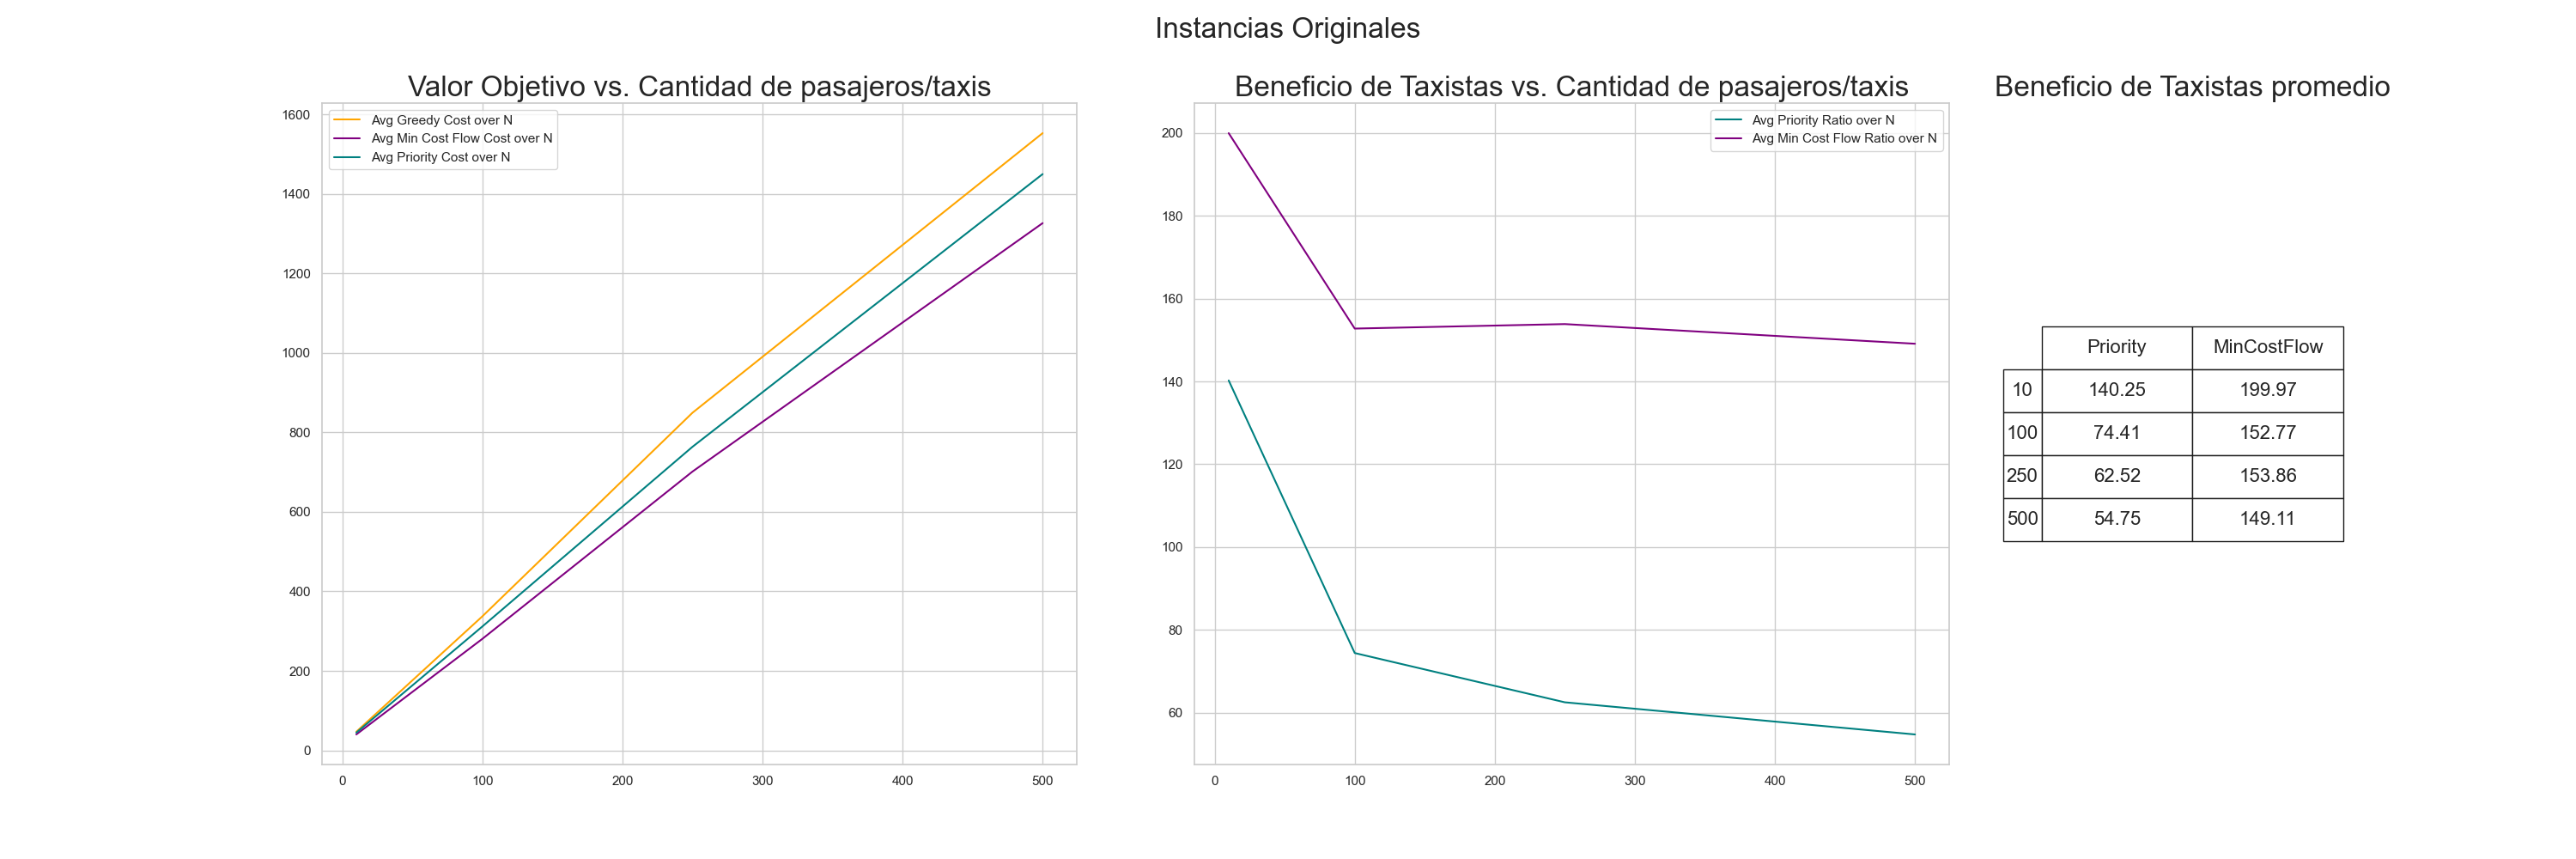 Instancias Originales
Valor Objetivo vs. Cantidad de pasajeros/taxis
1600
1400
1200
1000
800
600
400
200
0
Avg Greedy Cost over N
Avg Min Cost Flow Cost over N
Avg Priority Cost over N
0 100 200 300 400 500
Beneficio de Taxistas vs. Cantidad de pasajeros/taxis
200
180
160
140
120
100
80
60
Avg Priority Ratio over N
Avg Min Cost Flow Ratio over N
0 100 200 300 400 500
Beneficio de Taxistas promedio
Priority MinCostFlow
10 140.25 199.97
100 74.41 152.77
250 62.52 153.86
500 54.75 149.11